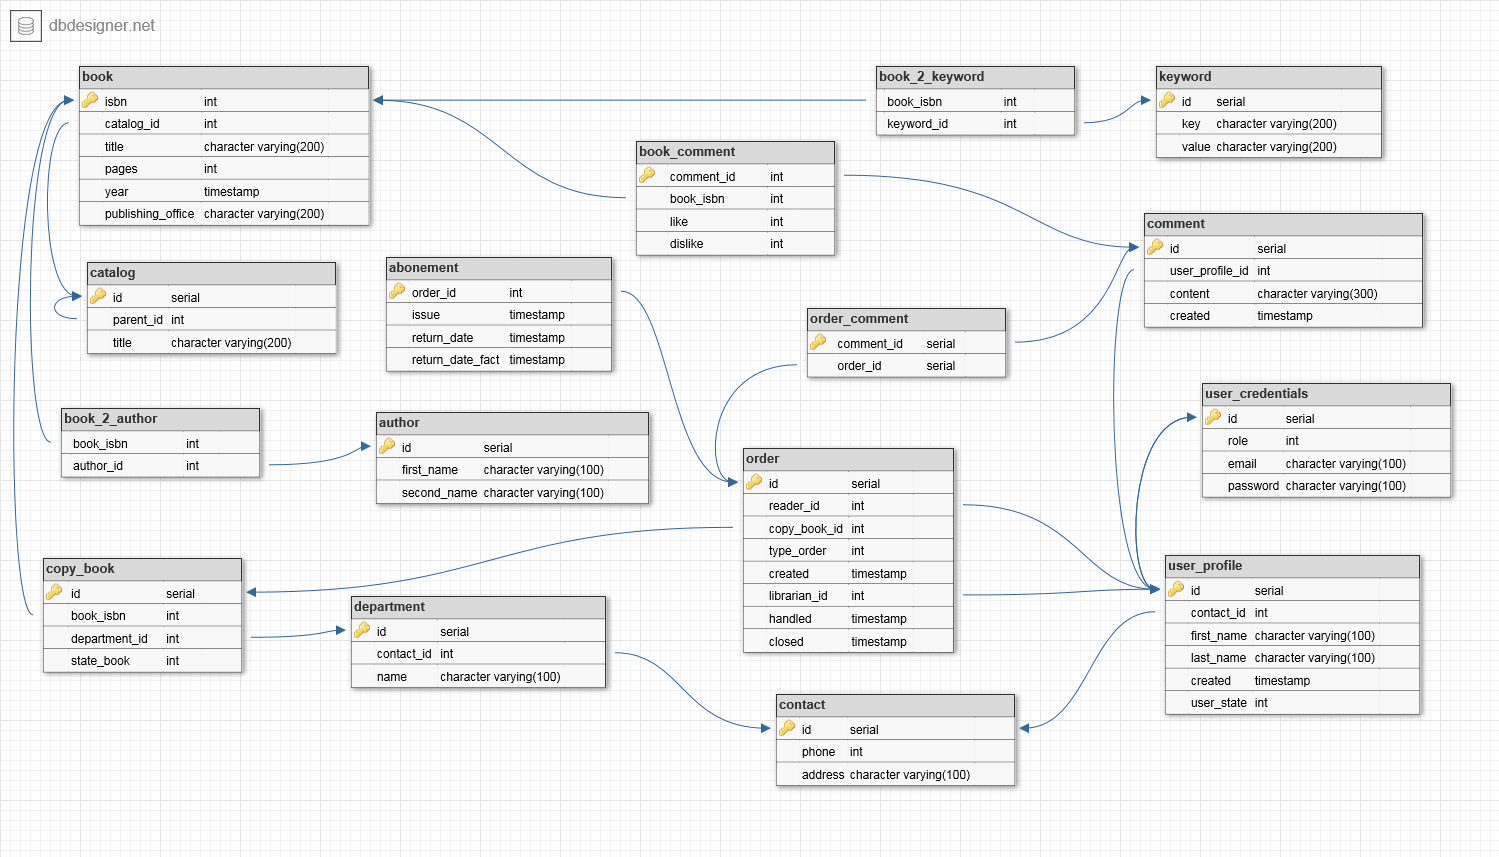 dbdesigner.net
book
isbn int
catalog_id int
title character varying(200)
pages int
year timestamp
publishing_office character varying(200)
book_2_keyword
book_isbn int
keyword_id int
keyword
id serial
key character varying(200)
value character varying(200)
book_comment
comment_id int
book_isbn int
like int
dislike int
comment
id serial
user_profile_id int
content character varying(300)
created timestamp
catalog
id serial
parent_id int
title character varying(200)
abonement
order_id int
issue timestamp
return_date timestamp
return_date_fact timestamp
order_comment
comment_id serial
order_id serial
user_credentials
id serial
role int
email character varying(100)
password character varying(100)
book_2_author
book_isbn int
author_id int
author
id serial
first_name character varying(100)
second_name character varying(100)
order
id serial
reader_id int
copy_book_id int
type_order int
created timestamp
librarian_id int
handled timestamp
closed timestamp
copy_book
id serial
book_isbn int
department_id int
state_book int
department
id serial
contact_id int
name character varying(100)
user_profile
id serial
contact_id int
first_name character varying(100)
last_name character varying(100)
created timestamp
user_state int
contact
id serial
phone int
address character varying(100)